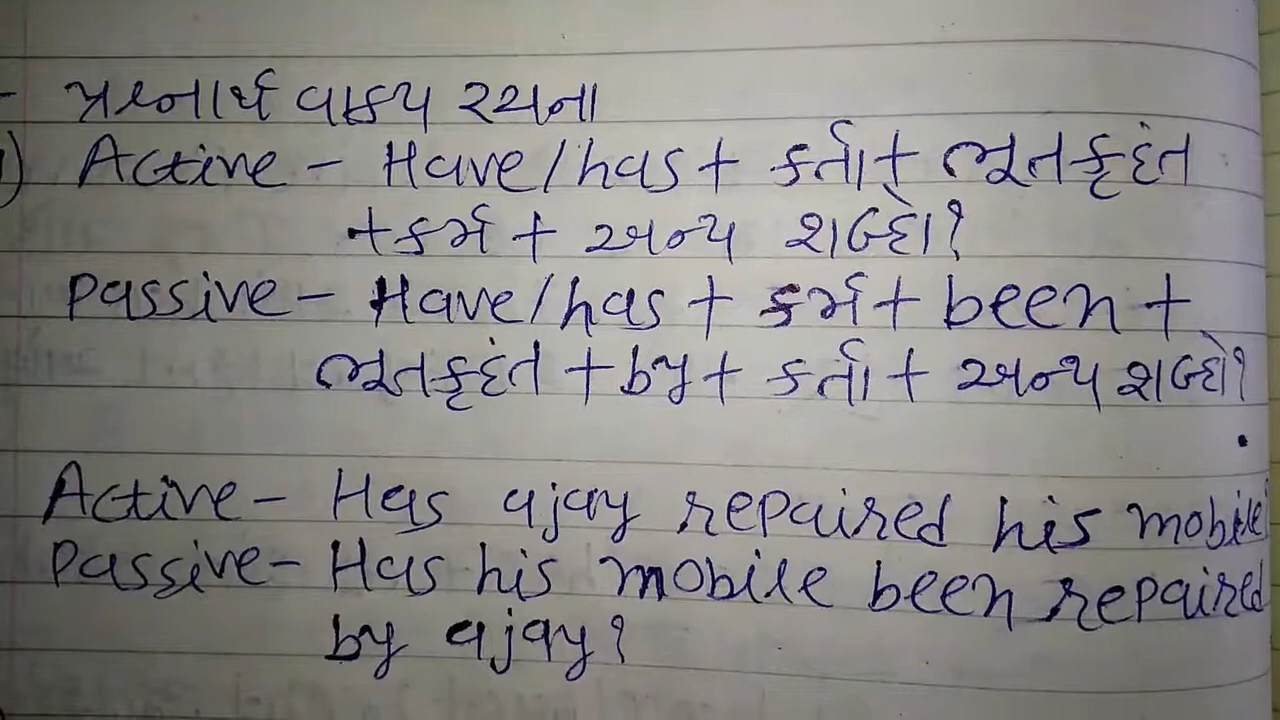 - પ્રશ્નાર્થ વાક્ય રચના
1) Active - Have/has + કર્તા + ભૂતકૃદંત
+ કર્મ + અન્ય શબ્દો?
Passive - Have/has + કર્મ + been +
ભૂતકૃદંત + by + કર્તા + અન્ય શબ્દો?
Active - Has ajay repaired his mobile?
Passive - Has his mobile been repaired
by ajay?